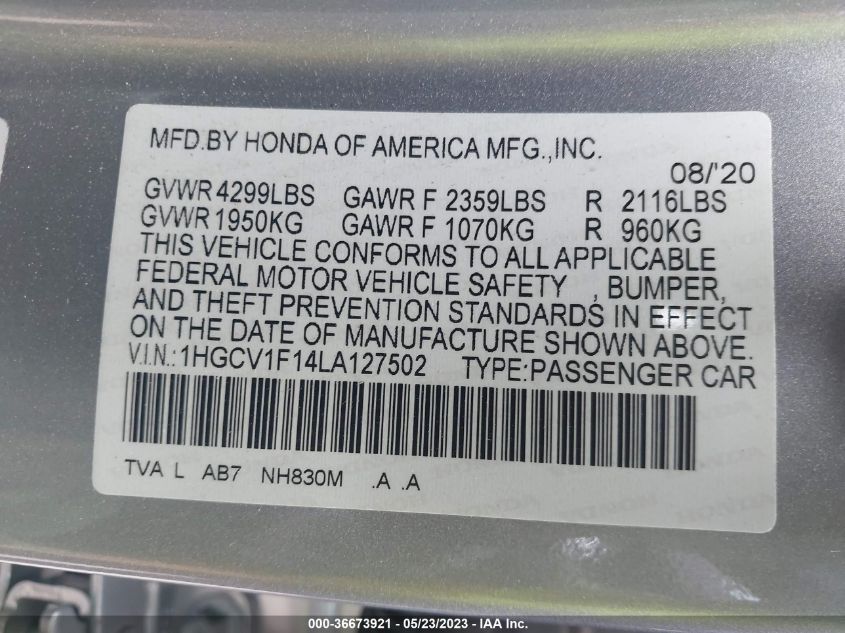 MFD.BY HONDA OF AMERICA MFG.,INC.
08/'20
GVWR 4299LBS GAWR F 2359LBS R 2116LBS
GVWR 1950KG GAWR F 1070KG R 960KG
THIS VEHICLE CONFORMS TO ALL APPLICABLE
FEDERAL MOTOR VEHICLE SAFETY , BUMPER,
AND THEFT PREVENTION STANDARDS IN EFFECT
ON THE DATE OF MANUFACTURE SHOWN ABOVE.
V.I.N.:1HGCV1F14LA127502 TYPE:PASSENGER CAR
TVA L AB7 NH830M .A .A
000-36673921 / 05/23/2023 / IAA, Inc.